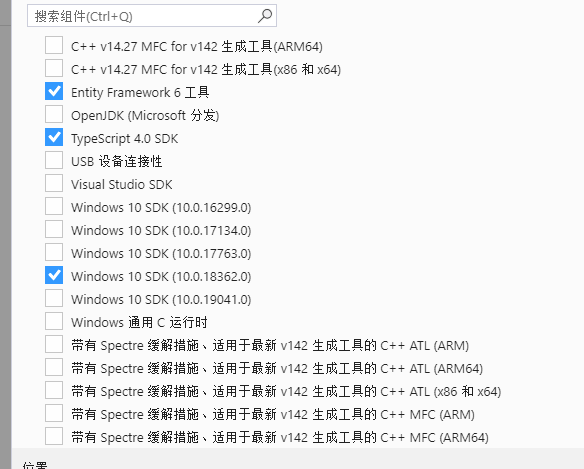 搜索组件(Ctrl+Q)
C++ v14.27 MFC for v142 生成工具(ARM64)
C++ v14.27 MFC for v142 生成工具(x86 和 x64)
Entity Framework 6 工具
OpenJDK (Microsoft 分发)
TypeScript 4.0 SDK
USB 设备连接性
Visual Studio SDK
Windows 10 SDK (10.0.16299.0)
Windows 10 SDK (10.0.17134.0)
Windows 10 SDK (10.0.17763.0)
Windows 10 SDK (10.0.18362.0)
Windows 10 SDK (10.0.19041.0)
Windows 通用 C 运行时
带有 Spectre 缓解措施、适用于最新 v142 生成工具的 C++ ATL (ARM)
带有 Spectre 缓解措施、适用于最新 v142 生成工具的 C++ ATL (ARM64)
带有 Spectre 缓解措施、适用于最新 v142 生成工具的 C++ ATL (x86 和 x64)
带有 Spectre 缓解措施、适用于最新 v142 生成工具的 C++ MFC (ARM)
带有 Spectre 缓解措施、适用于最新 v142 生成工具的 C++ MFC (ARM64)
位置